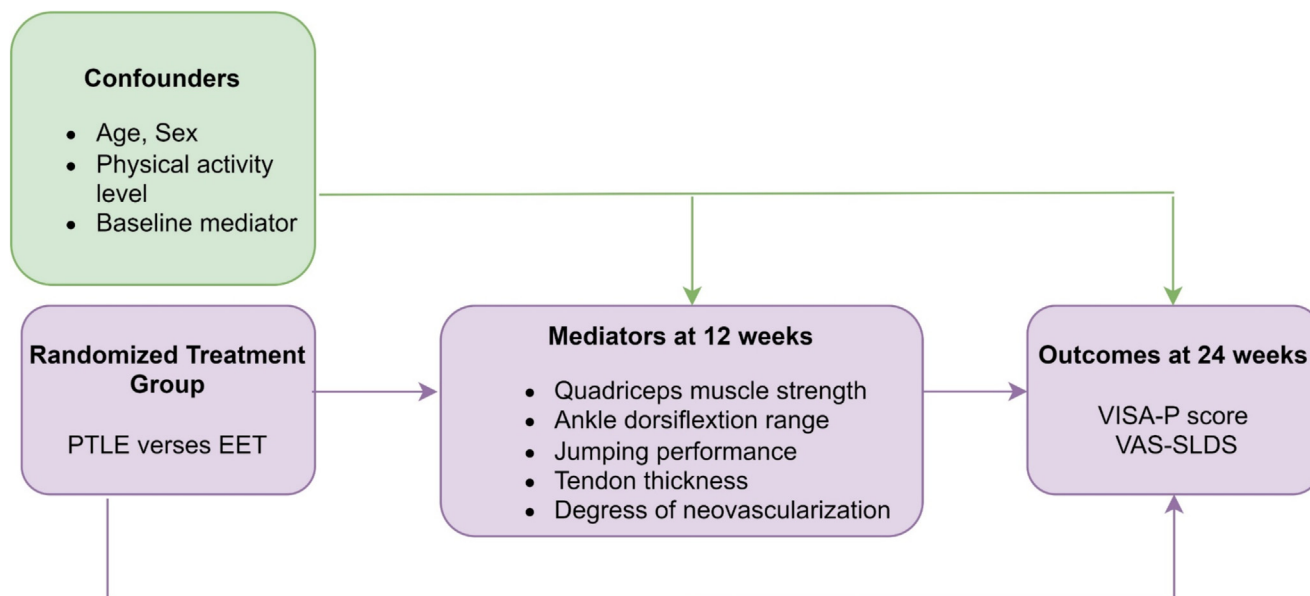 Confounders
• Age, Sex
• Physical activity
level
• Baseline mediator
Randomized Treatment
Group
PTLE verses EET
Mediators at 12 weeks
• Quadriceps muscle strength
• Ankle dorsiflextion range
• Jumping performance
• Tendon thickness
• Degress of neovascularization
Outcomes at 24 weeks
VISA-P score
VAS-SLDS